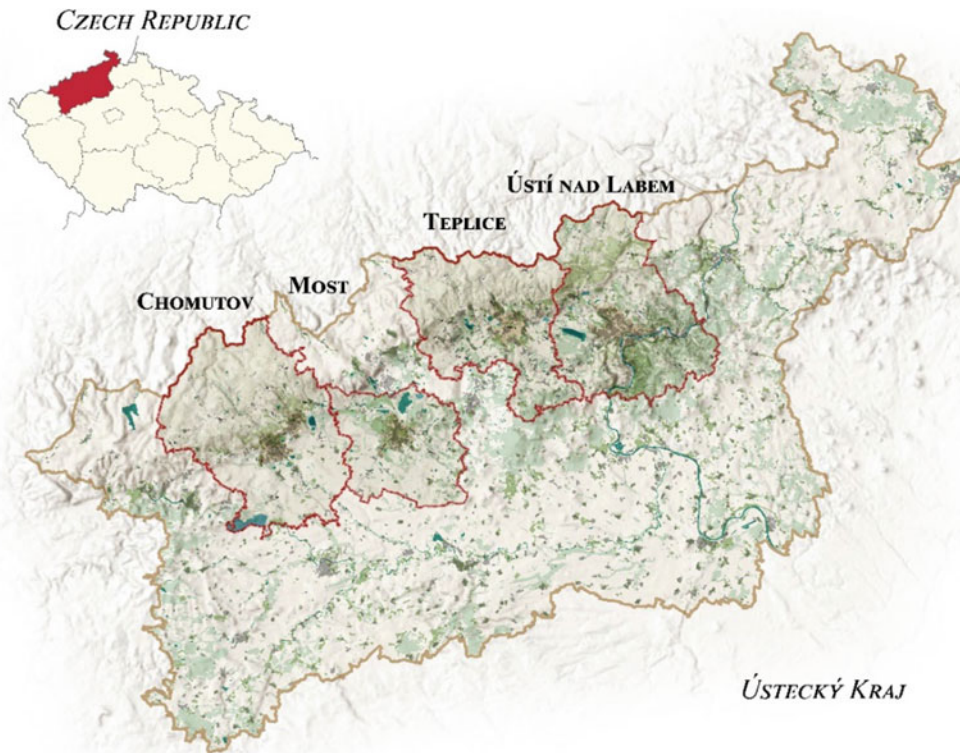 CZECH REPUBLIC
ÚSTÍ NAD LABEM
TEPLICE
MOST
CHOMUTOV
ÚSTECKÝ KRAJ